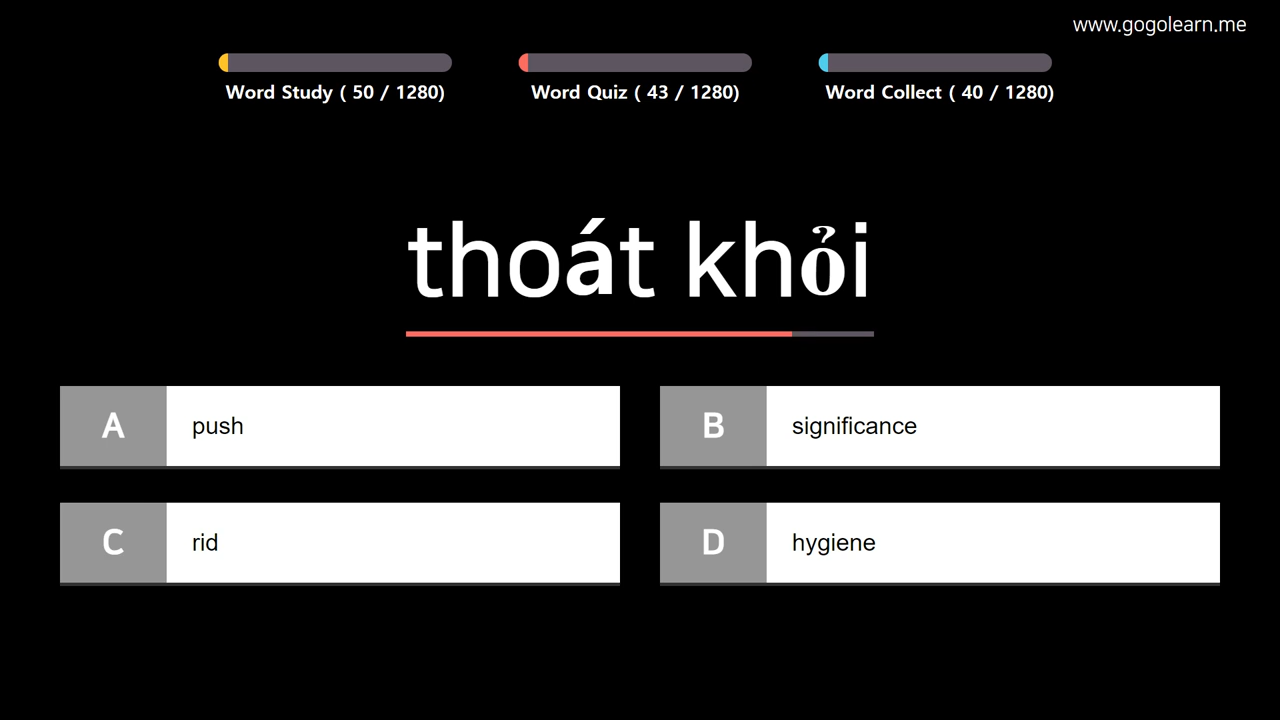 www.gogolearn.me
Word Study ( 50 / 1280)
Word Quiz ( 43 / 1280)
Word Collect ( 40 / 1280)
thoát khỏi
A push
B significance
C rid
D hygiene